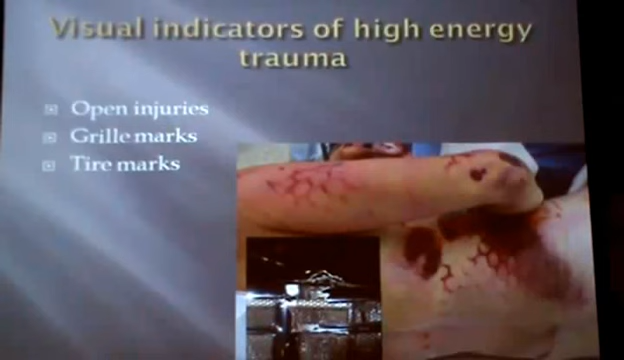 Visual indicators of high energy
trauma
Open injuries
Grille marks
Tire marks